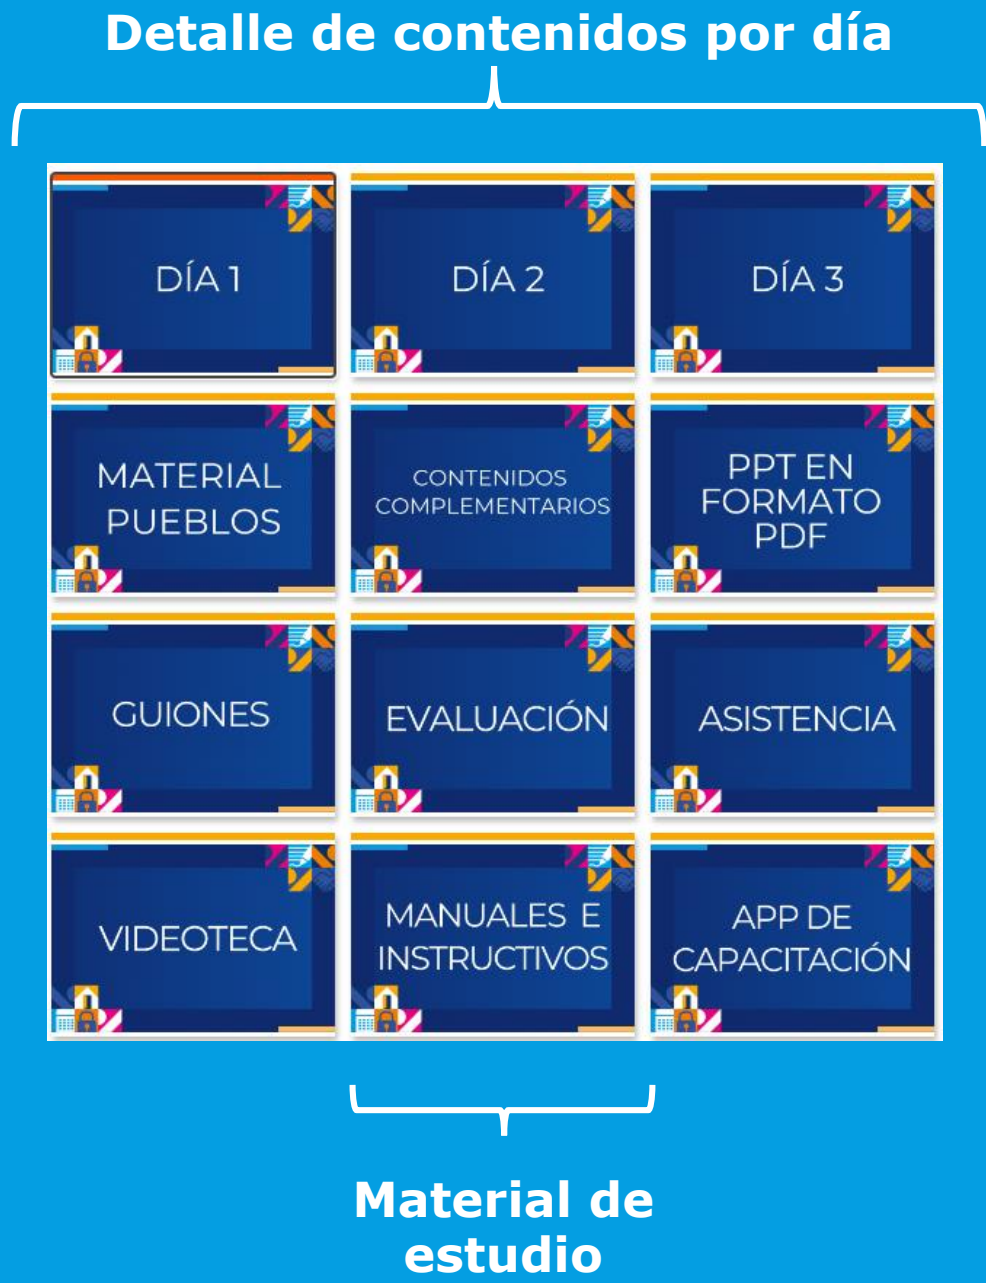 Detalle de contenidos por día
DÍA 1
DÍA 2
DÍA 3
MATERIAL
PUEBLOS
CONTENIDOS
COMPLEMENTARIOS
PPT EN
FORMATO
PDF
GUIONES
EVALUACIÓN
ASISTENCIA
VIDEOTECA
MANUALES E
INSTRUCTIVOS
APP DE
CAPACITACIÓN
Material de
estudio